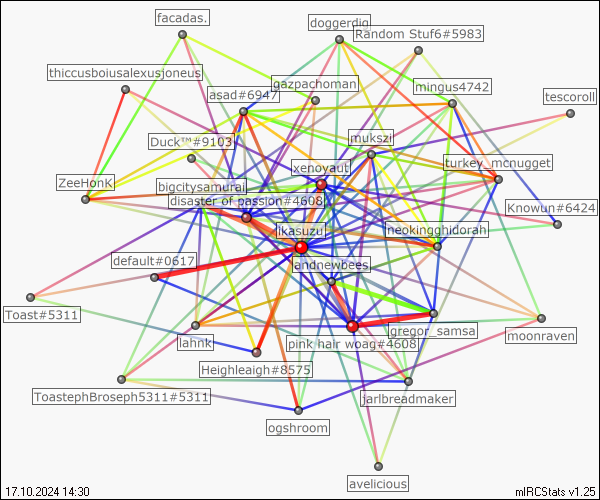 facadas.
doggerdig
Random Stuf6#5983
thiccusboiusalexusjoneus
gazpachoman
mingus4742
asad#6947
tescoroll
Duck™#9103
mukszi
xenoyaut
turkey_mcnugget
ZeeHonK
bigcitysamurai
disaster of passion#4608
Knowun#6424
ikasuzu
neokingghidorah
default#0617
landnewbees
Toast#5311
lahnik
gregor_samsa
moonraven
pink hair woag#4608
Heighleaigh#8575
ToastephBroseph5311#5311
jarlbreadmaker
ogshroom
avelicious
17.10.2024 14:30
mIRCStats v1.25